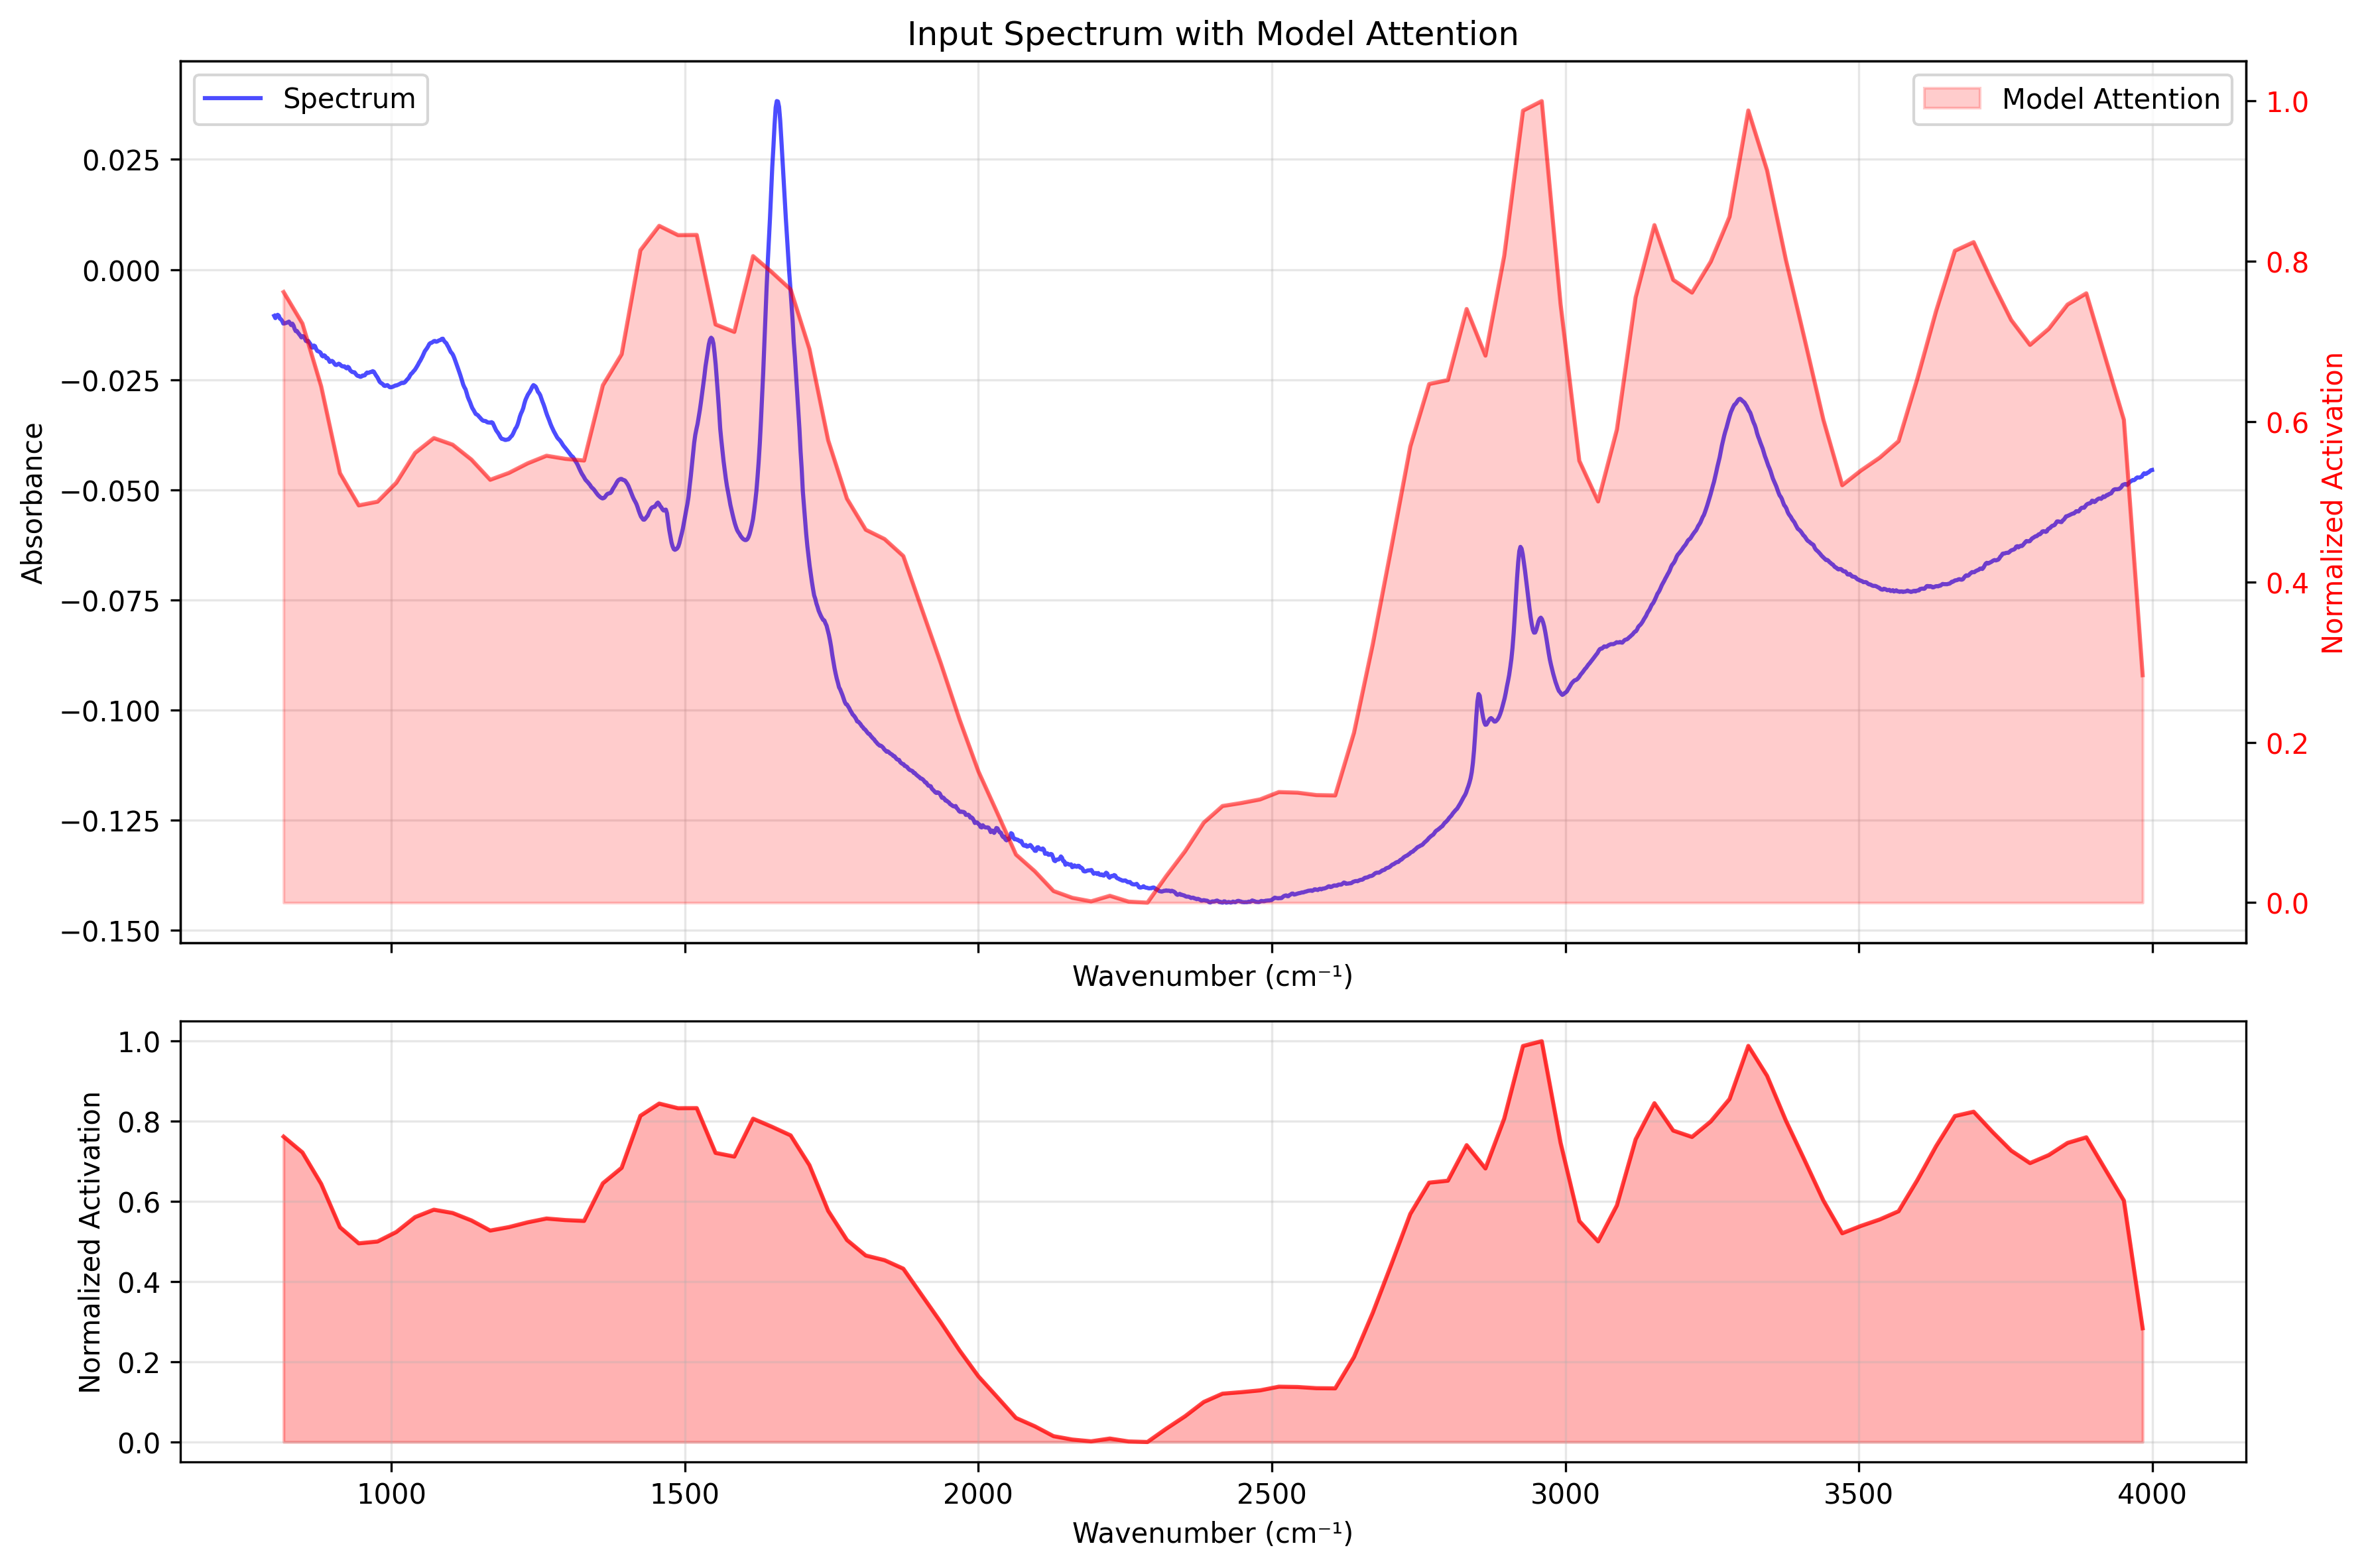 Input Spectrum with Model Attention
Spectrum
Model Attention
Absorbance
0.025
0.000
−0.025
−0.050
−0.075
−0.100
−0.125
−0.150
1.0
0.8
0.6
0.4
0.2
0.0
Normalized Activation
Wavenumber (cm⁻¹)
Normalized Activation
1.0
0.8
0.6
0.4
0.2
0.0
1000 1500 2000 2500 3000 3500 4000
Wavenumber (cm⁻¹)